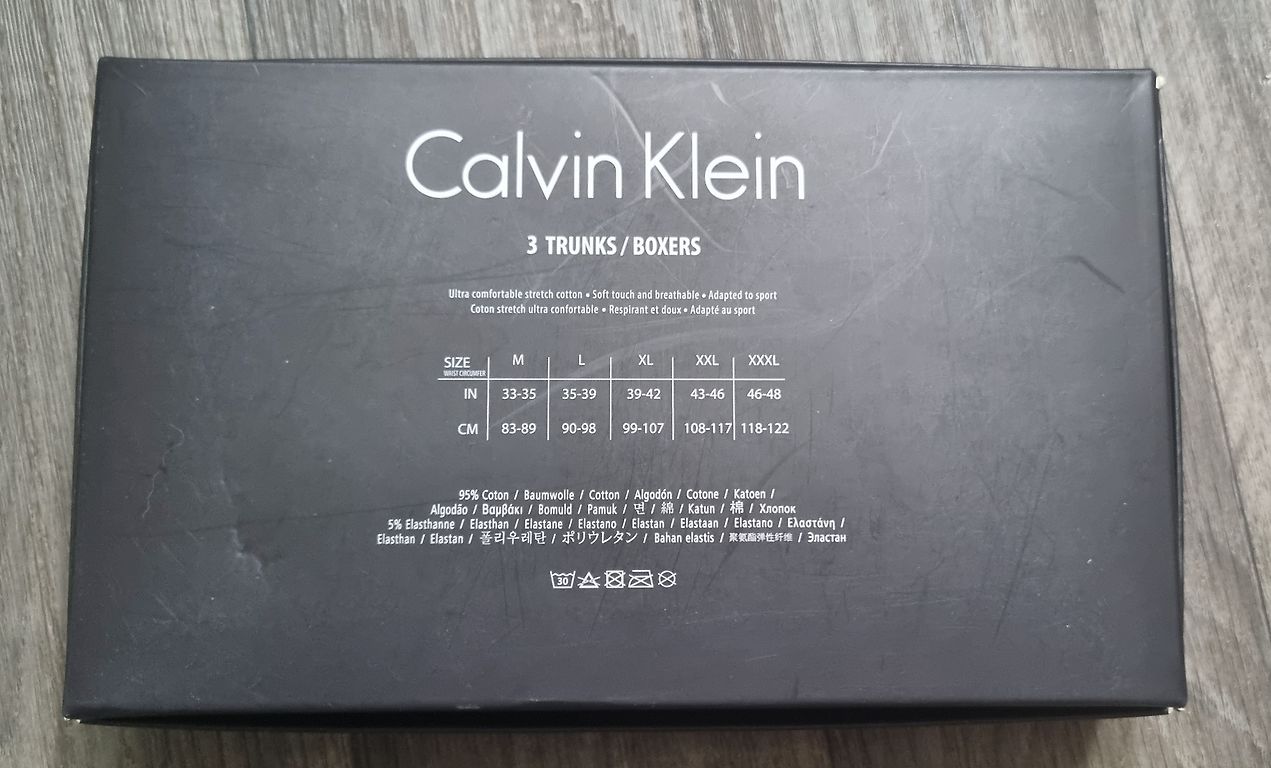 Calvin Klein
3 TRUNKS / BOXERS
Ultra comfortable stretch cotton • Soft touch and breathable • Adapted to sport
Coton stretch ultra confortable • Respirant et doux • Adapté au sport
SIZE M L XL XXL XXXL
WAIST CIRCUMFER
IN 33-35 35-39 39-42 43-46 46-48
CM 83-89 90-98 99-107 108-117 118-122
95% Coton / Baumwolle / Cotton / Algodón / Cotone / Katoen /
Algodão / Βαμβάκι / Bomuld / Pamuk / 면 / 綿 / Katun / 棉 / Хлопок
5% Elasthanne / Elasthan / Elastane / Elastano / Elastan / Elastaan / Elastano / Ελαστάνη /
Elasthan / Elastan / 폴리우레탄 / ポリウレタン / Bahan elastis / 聚氨酯弹性纤维 / Эластан
30